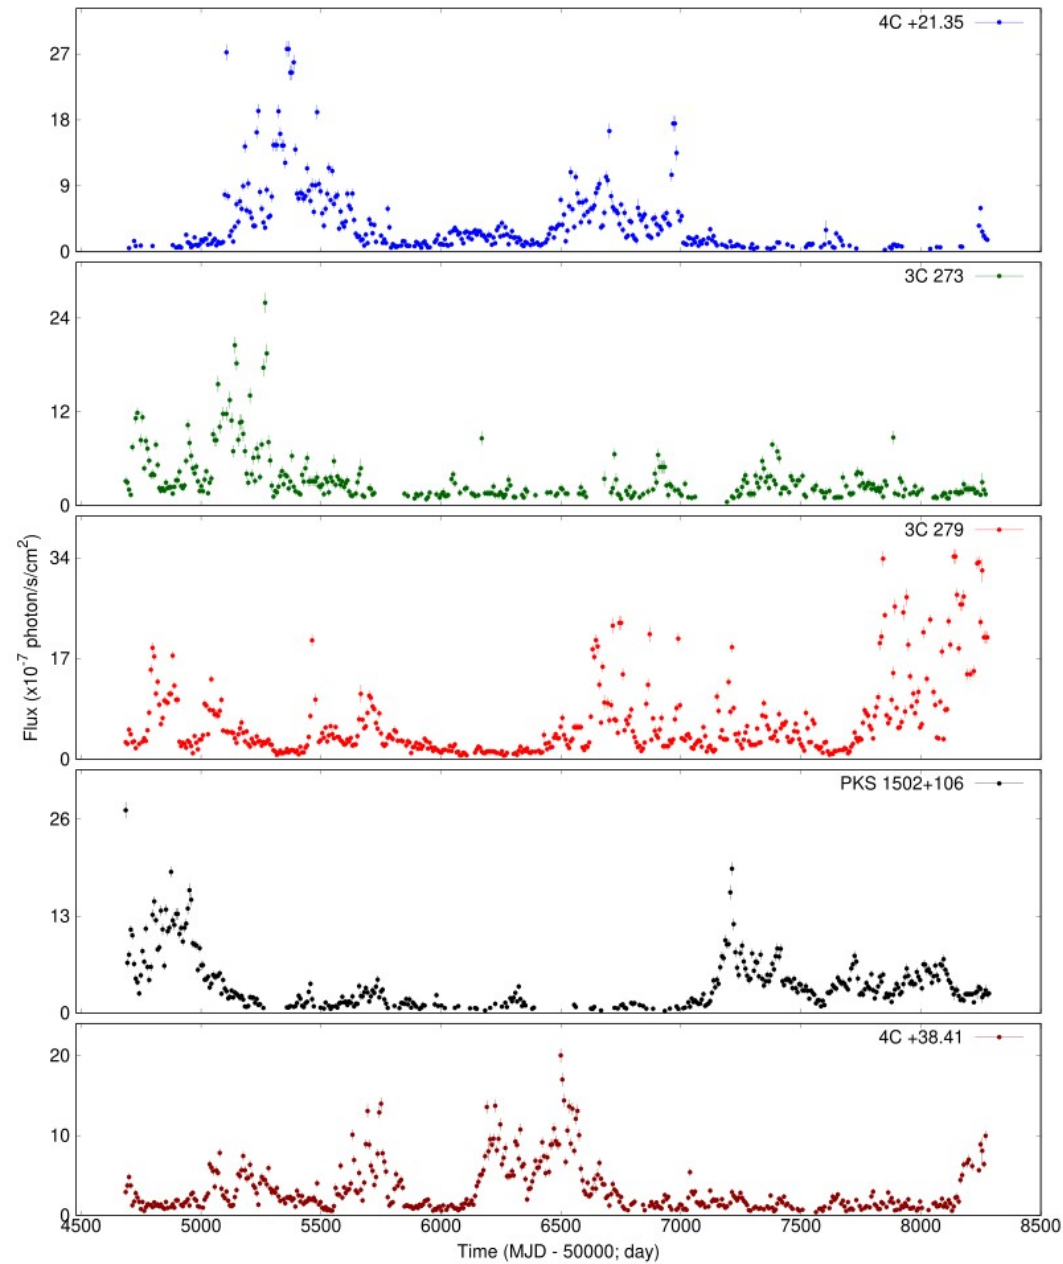 4C +21.35
27
18
9
0
3C 273
24
12
0
3C 279
34
17
0
Flux (x10⁻⁷ photon/s/cm²)
PKS 1502+106
26
13
0
4C +38.41
20
10
0
4500 5000 5500 6000 6500 7000 7500 8000 8500
Time (MJD - 50000; day)